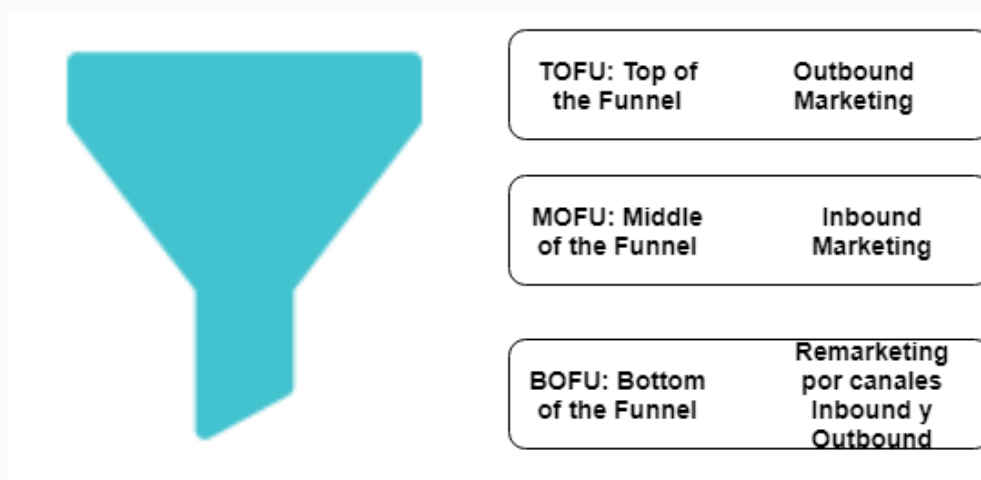 TOFU: Top of
the Funnel
Outbound
Marketing
MOFU: Middle
of the Funnel
Inbound
Marketing
BOFU: Bottom
of the Funnel
Remarketing
por canales
Inbound y
Outbound